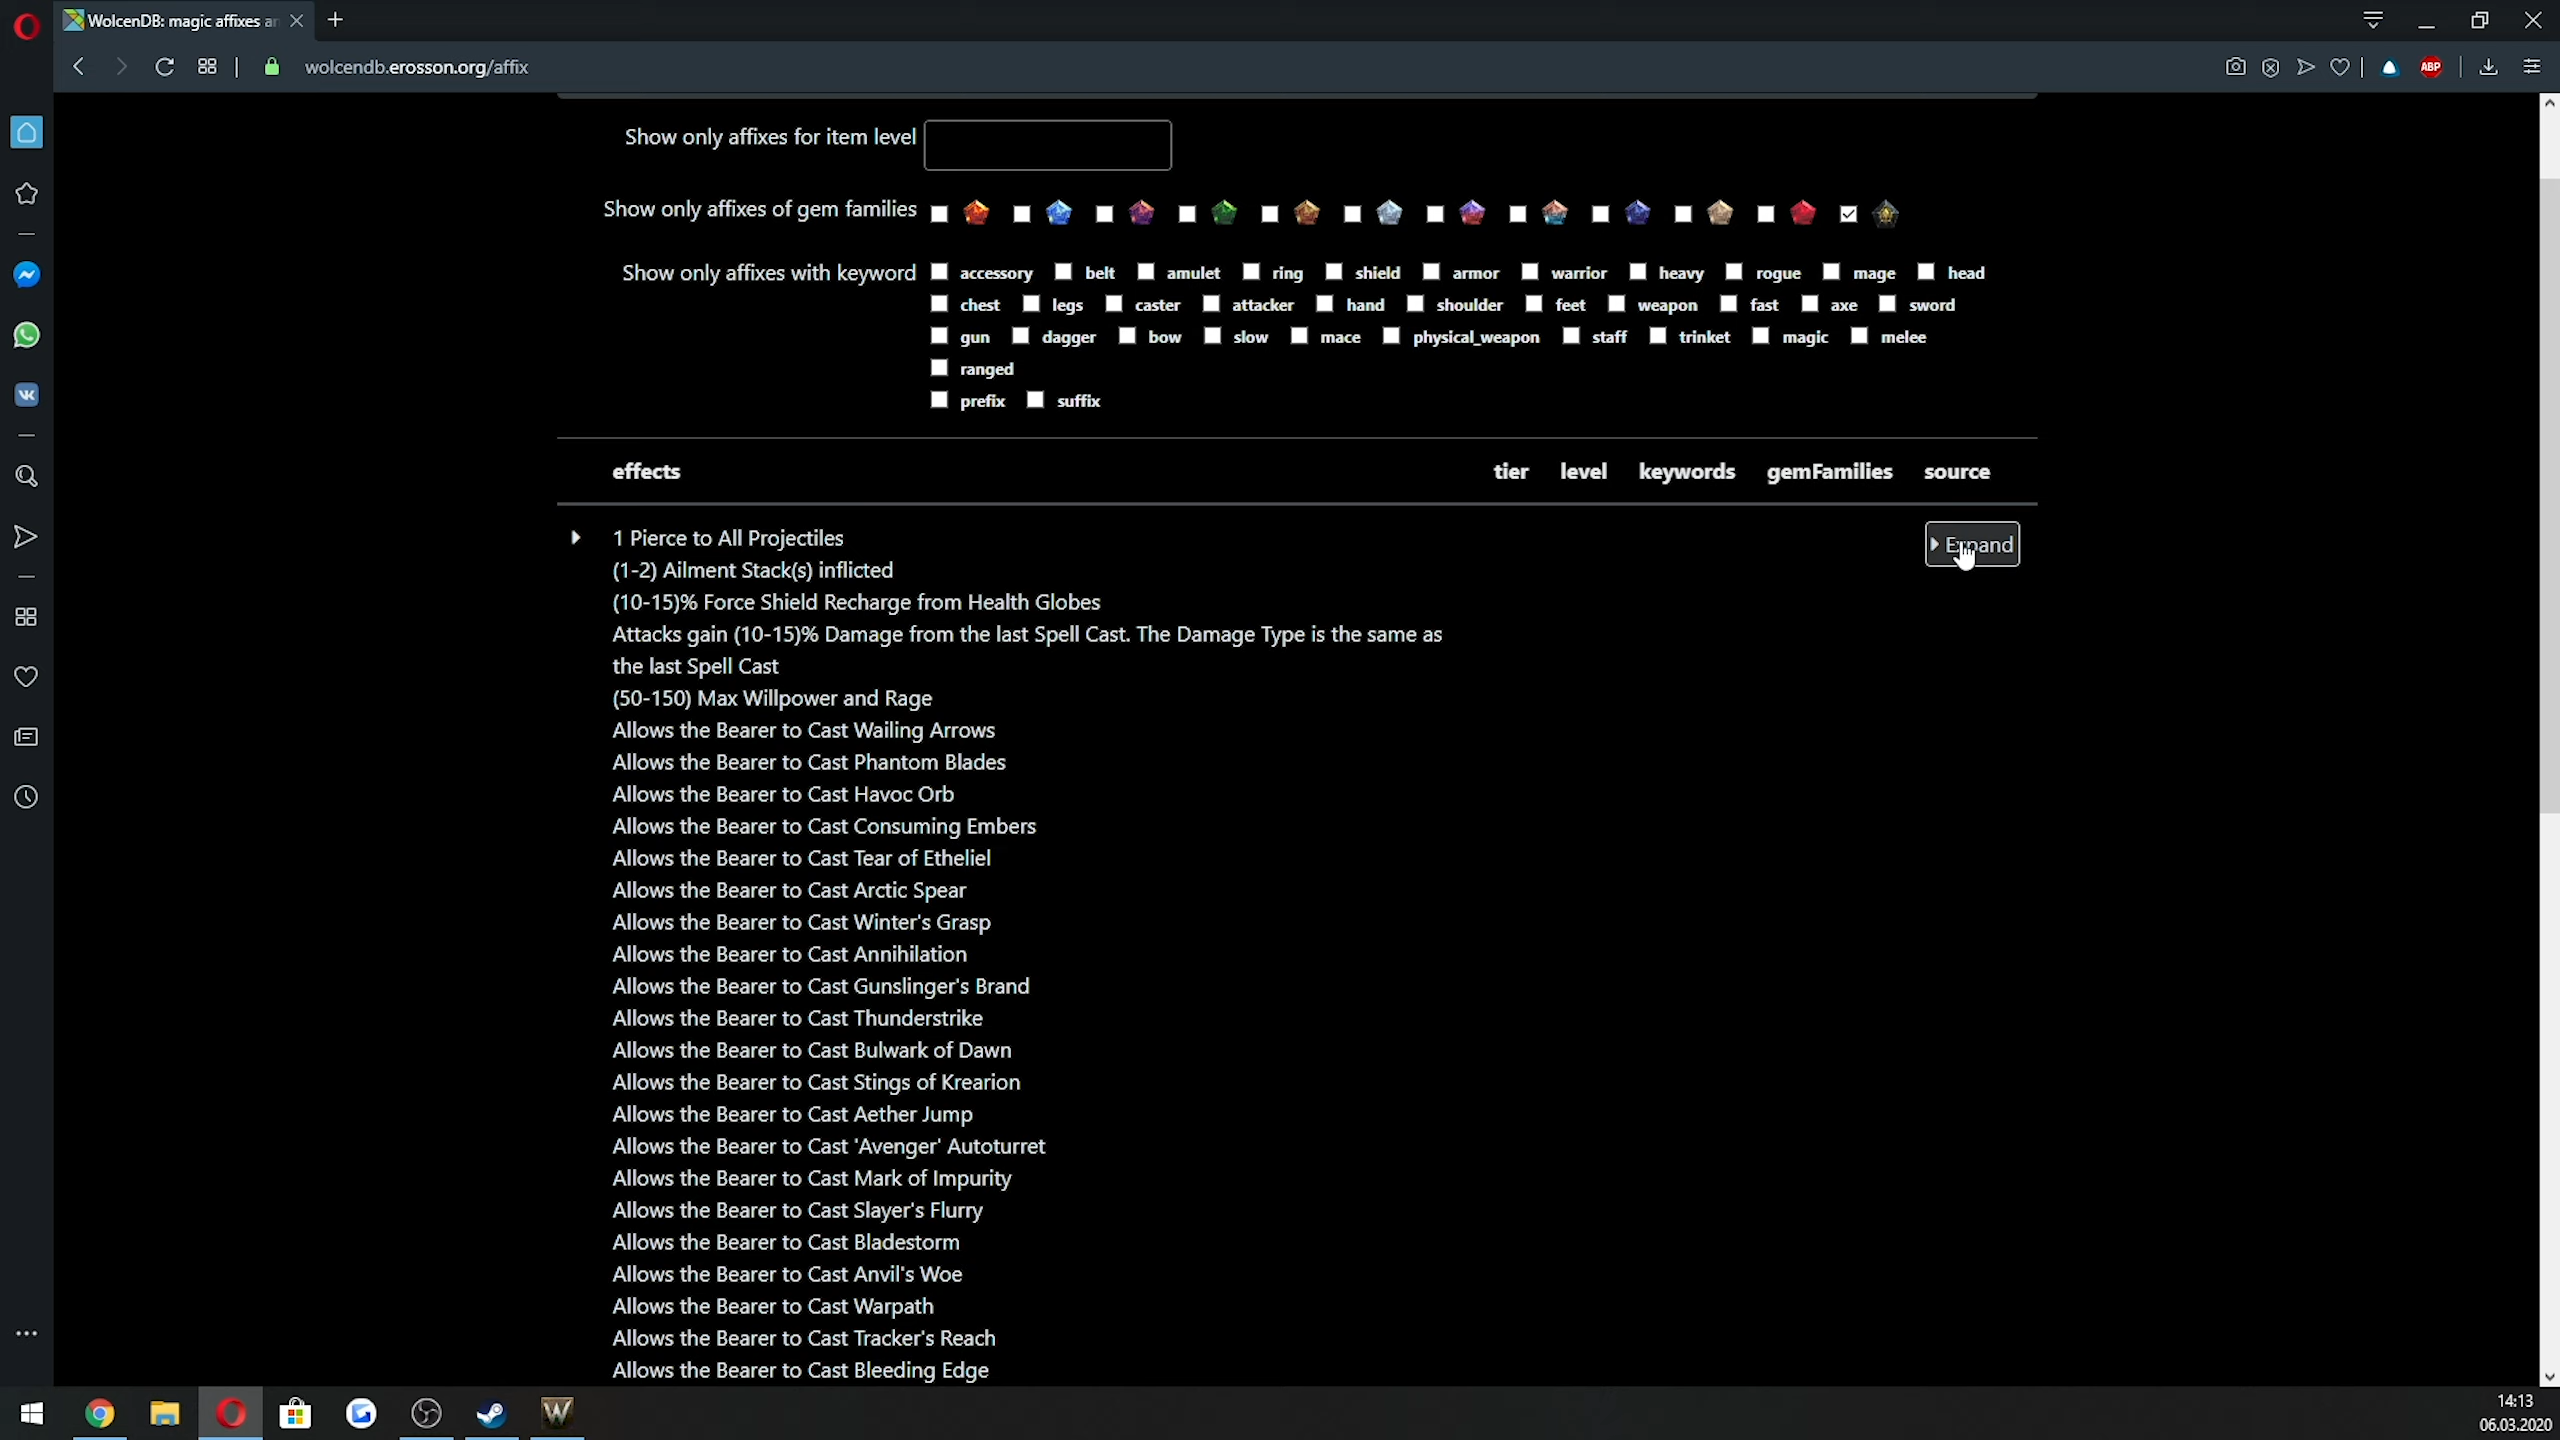 WolcenDB: magic affixes a
wolcendb.erosson.org/affix
ABP
Show only affixes for item level
Show only affixes of gem families
Show only affixes with keyword
accessory belt amulet ring shield armor warrior heavy rogue mage head
chest legs caster attacker hand shoulder feet weapon fast axe sword
gun dagger bow slow mace physical_weapon staff trinket magic melee
ranged
prefix suffix
effects tier level keywords gemFamilies source
1 Pierce to All Projectiles
Expand
(1-2) Ailment Stack(s) inflicted
(10-15)% Force Shield Recharge from Health Globes
Attacks gain (10-15)% Damage from the last Spell Cast. The Damage Type is the same as
the last Spell Cast
(50-150) Max Willpower and Rage
Allows the Bearer to Cast Wailing Arrows
Allows the Bearer to Cast Phantom Blades
Allows the Bearer to Cast Havoc Orb
Allows the Bearer to Cast Consuming Embers
Allows the Bearer to Cast Tear of Etheliel
Allows the Bearer to Cast Arctic Spear
Allows the Bearer to Cast Winter's Grasp
Allows the Bearer to Cast Annihilation
Allows the Bearer to Cast Gunslinger's Brand
Allows the Bearer to Cast Thunderstrike
Allows the Bearer to Cast Bulwark of Dawn
Allows the Bearer to Cast Stings of Krearion
Allows the Bearer to Cast Aether Jump
Allows the Bearer to Cast 'Avenger' Autoturret
Allows the Bearer to Cast Mark of Impurity
Allows the Bearer to Cast Slayer's Flurry
Allows the Bearer to Cast Bladestorm
Allows the Bearer to Cast Anvil's Woe
Allows the Bearer to Cast Warpath
Allows the Bearer to Cast Tracker's Reach
Allows the Bearer to Cast Bleeding Edge
14:13
06.03.2020